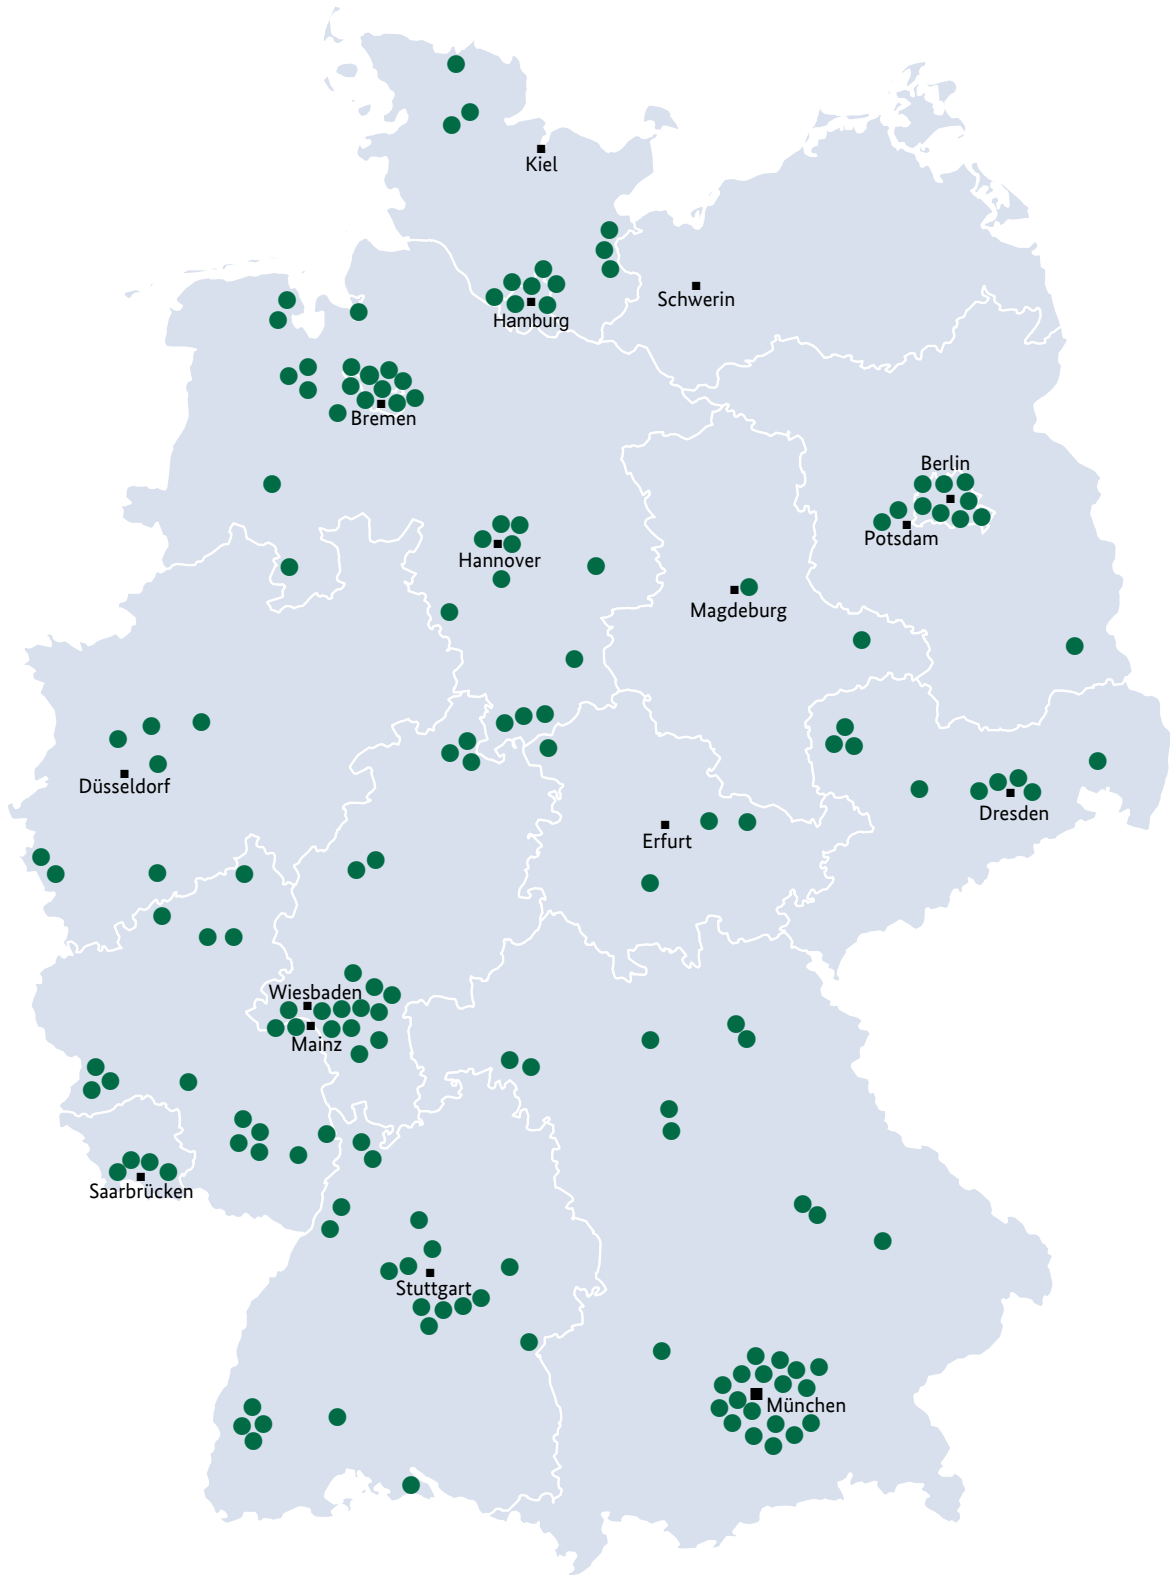 Kiel
Schwerin
Hamburg
Bremen
Berlin
Potsdam
Hannover
Magdeburg
Düsseldorf
Dresden
Erfurt
Wiesbaden
Mainz
Saarbrücken
Stuttgart
München